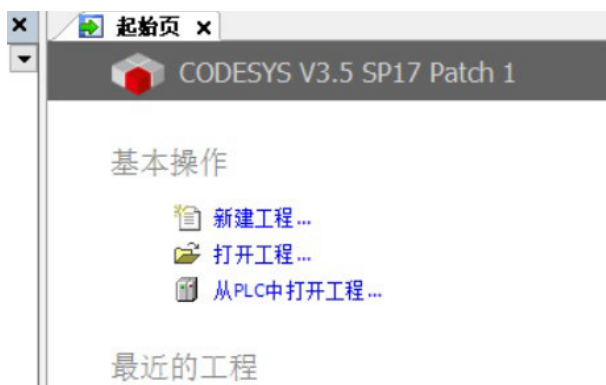 起始页
CODESYS V3.5 SP17 Patch 1
基本操作
新建工程...
打开工程...
从PLC中打开工程...
最近的工程